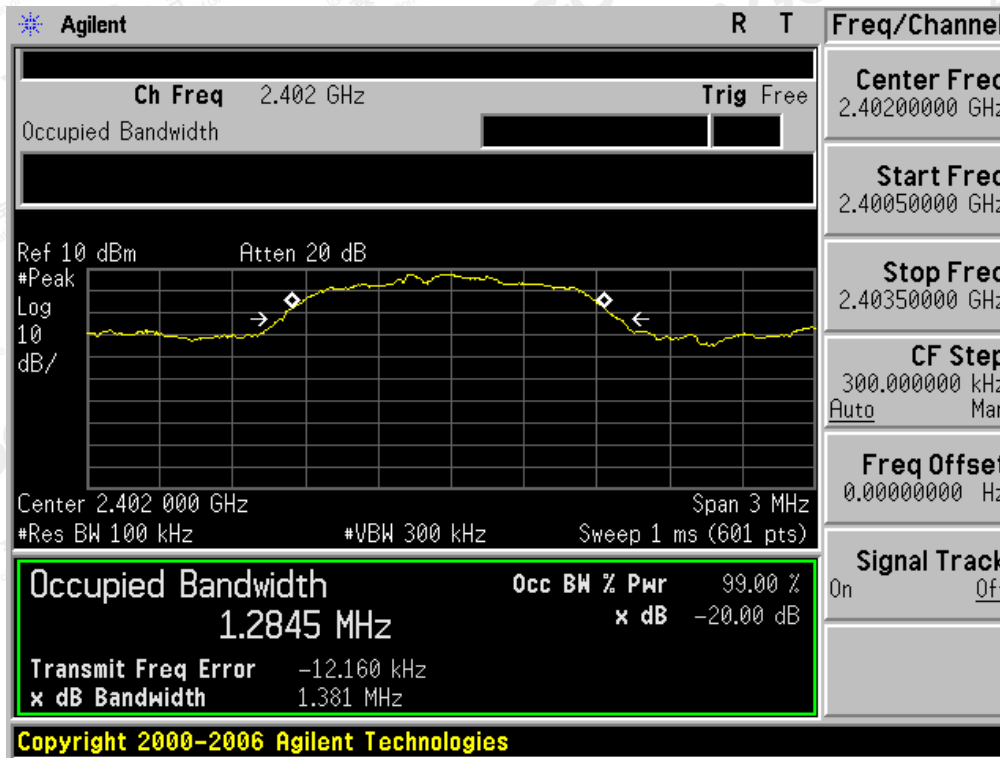 Agilent R T
Freq/Channel
Ch Freq 2.402 GHz Trig Free
Occupied Bandwidth
Center Freq
2.40200000 GHz
Start Freq
2.40050000 GHz
Stop Freq
2.40350000 GHz
CF Step
300.000000 kHz
Auto Man
Freq Offset
0.00000000 Hz
Signal Track
On Off
Ref 10 dBm Atten 20 dB
#Peak
Log
10
dB/
Center 2.402 000 GHz Span 3 MHz
#Res BW 100 kHz #VBW 300 kHz Sweep 1 ms (601 pts)
Occupied Bandwidth Occ BW % Pwr 99.00 %
1.2845 MHz x dB -20.00 dB
Transmit Freq Error -12.160 kHz
x dB Bandwidth 1.381 MHz
Copyright 2000-2006 Agilent Technologies